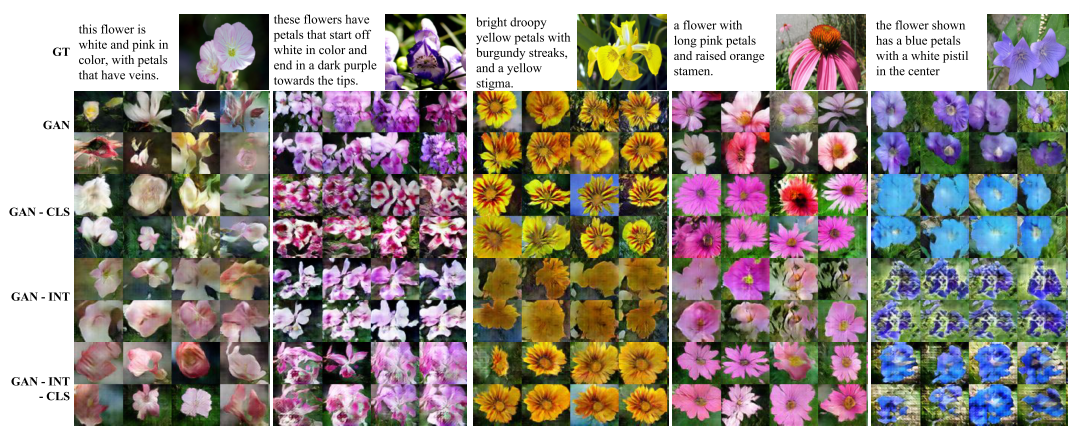 GT
this flower is
white and pink in
color, with petals
that have veins.
these flowers have
petals that start off
white in color and
end in a dark purple
towards the tips.
bright droopy
yellow petals with
burgundy streaks,
and a yellow
stigma.
a flower with
long pink petals
and raised orange
stamen.
the flower shown
has a blue petals
with a white pistil
in the center
GAN
GAN - CLS
GAN - INT
GAN - INT
- CLS